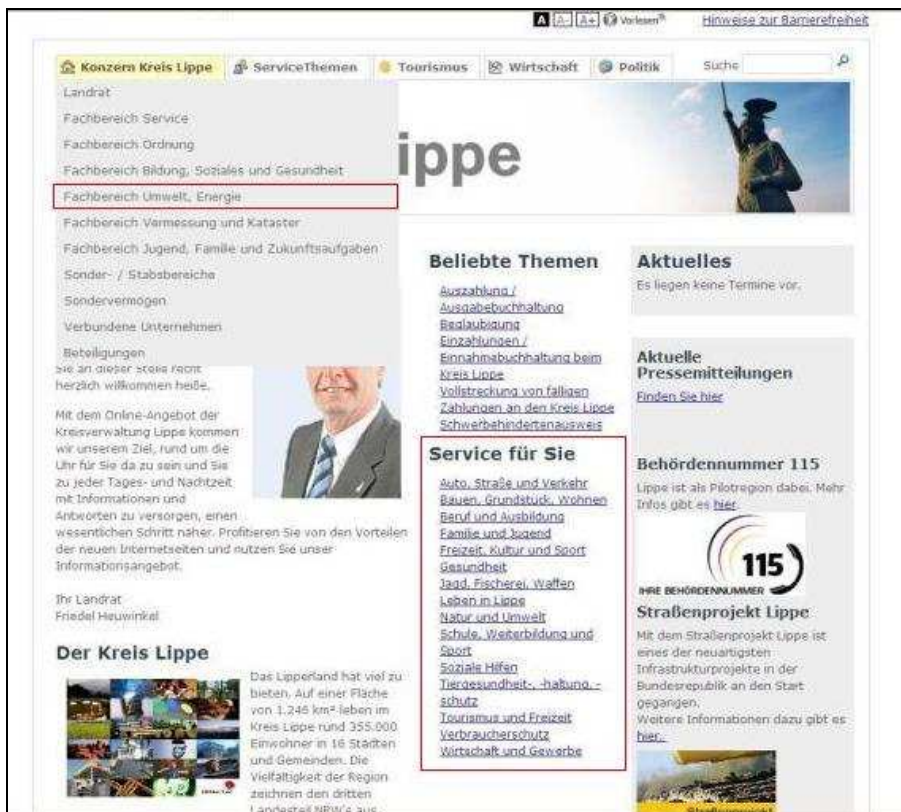 A A- A+ Vorlesen Hinweise zur Barrierefreiheit
Konzern Kreis Lippe ServiceThemen Tourismus Wirtschaft Politik Suche
Landrat
Fachbereich Service
Fachbereich Ordnung
Fachbereich Bildung, Soziales und Gesundheit
Fachbereich Umwelt, Energie
Fachbereich Vermessung und Kataster
Fachbereich Jugend, Familie und Zukunftsaufgaben
Sonder- / Stabsbereiche
Sondervermögen
Verbundene Unternehmen
Beteiligungen
ippe
Sie an dieser Stelle recht
herzlich willkommen heiße.
Mit dem Online-Angebot der
Kreisverwaltung Lippe kommen
wir unserem Ziel, rund um die
Uhr für Sie da zu sein und Sie
zu jeder Tages- und Nachtzeit
mit Informationen und
Antworten zu versorgen, einen
wesentlichen Schritt näher. Profitieren Sie von den Vorteilen
der neuen Internetseiten und nutzen Sie unser
Informationsangebot.
Ihr Landrat
Friedel Heuwinkel
Der Kreis Lippe
Das Lipperland hat viel zu
bieten. Auf einer Fläche
von 1.246 km² leben im
Kreis Lippe rund 355.000
Einwohner in 16 Städten
und Gemeinden. Die
Vielfältigkeit der Region
zeichnen den dritten
Landesteil NRW's aus
Beliebte Themen
Auszahlung /
Ausgabebuchhaltung
Beglaubigung
Einzahlungen /
Einnahmebuchhaltung beim
Kreis Lippe
Vollstreckung von fälligen
Zahlungen an den Kreis Lippe
Schwerbehindertenausweis
Service für Sie
Auto, Straße und Verkehr
Bauen, Grundstück, Wohnen
Beruf und Ausbildung
Familie und Jugend
Freizeit, Kultur und Sport
Gesundheit
Jagd, Fischerei, Waffen
Leben in Lippe
Natur und Umwelt
Schule, Weiterbildung und
Sport
Soziale Hilfen
Tiergesundheit-, -haltung, -
schutz
Tourismus und Freizeit
Verbraucherschutz
Wirtschaft und Gewerbe
Aktuelles
Es liegen keine Termine vor.
Aktuelle
Pressemitteilungen
Finden Sie hier
Behördennummer 115
Lippe ist als Pilotregion dabei. Mehr
Infos gibt es hier.
115
IHRE BEHÖRDENNUMMER
Straßenprojekt Lippe
Mit dem Straßenprojekt Lippe ist
eines der neuartigsten
Infrastrukturprojekte in der
Bundesrepublik an den Start
gegangen.
Weitere Informationen dazu gibt es
hier.
Straßenprojekt